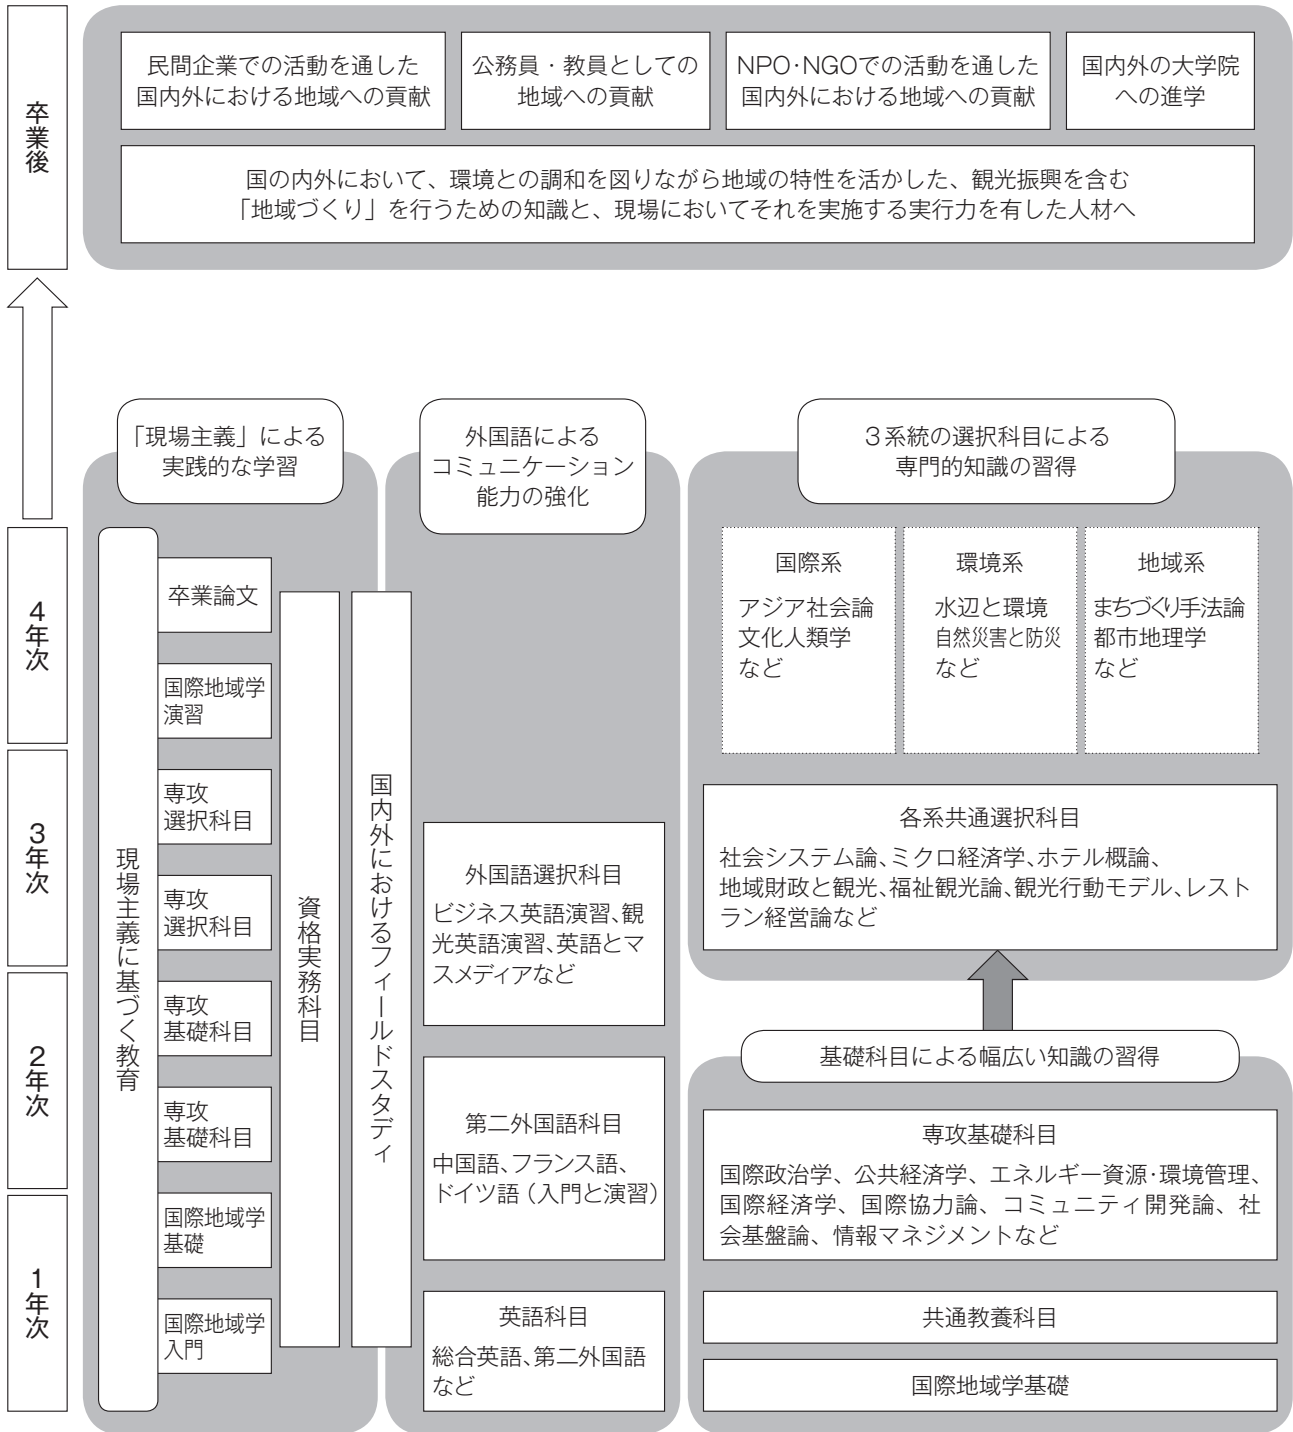 卒業後
民間企業での活動を通した
国内外における地域への貢献
公務員・教員としての
地域への貢献
NPO・NGOでの活動を通した
国内外における地域への貢献
国内外の大学院
への進学
国の内外において、環境との調和を図りながら地域の特性を活かした、観光振興を含む
「地域づくり」を行うための知識と、現場においてそれを実施する実行力を有した人材へ
4年次
3年次
2年次
1年次
「現場主義」による
実践的な学習
現場主義に基づく教育
卒業論文
国際地域学
演習
専攻
選択科目
専攻
選択科目
専攻
基礎科目
専攻
基礎科目
国際地域学
基礎
国際地域学
入門
資格実務科目
国内外におけるフィールドスタディ
外国語による
コミュニケーション
能力の強化
外国語選択科目
ビジネス英語演習、観
光英語演習、英語とマ
スメディアなど
第二外国語科目
中国語、フランス語、
ドイツ語（入門と演習）
英語科目
総合英語、第二外国語
など
3系統の選択科目による
専門的知識の習得
国際系
アジア社会論
文化人類学
など
環境系
水辺と環境
自然災害と防災
など
地域系
まちづくり手法論
都市地理学
など
各系共通選択科目
社会システム論、ミクロ経済学、ホテル概論、
地域財政と観光、福祉観光論、観光行動モデル、レスト
ラン経営論など
基礎科目による幅広い知識の習得
専攻基礎科目
国際政治学、公共経済学、エネルギー資源・環境管理、
国際経済学、国際協力論、コミュニティ開発論、社
会基盤論、情報マネジメントなど
共通教養科目
国際地域学基礎